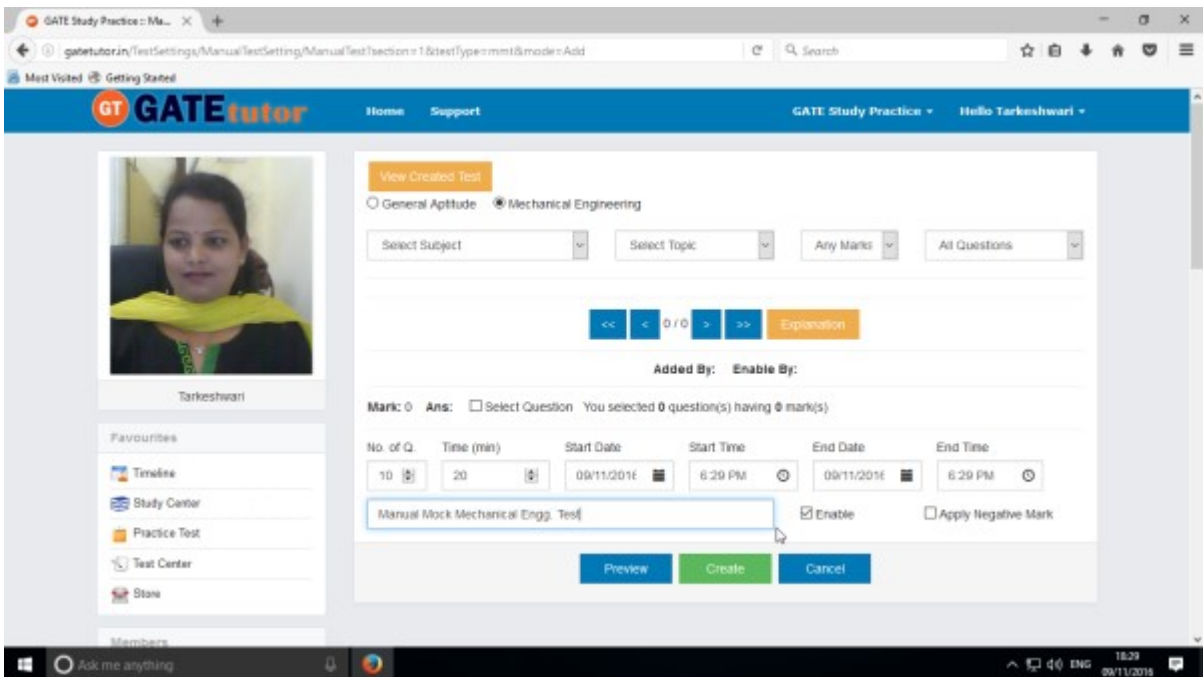 GATE Study Practice :: Ma...
gatetutor.in/TestSettings/ManualTestSetting/ManualTest?section=1&testType=mmt&mode=Add
Search
Most Visited Getting Started
GT GATEtutor Home Support GATE Study Practice Hello Tarkeshwari
View Created Test
General Aptitude Mechanical Engineering
Select Subject Select Topic Any Marks All Questions
<< < 0 / 0 > >> Explanation
Added By: Enable By:
Tarkeshwari
Mark: 0 Ans: Select Question You selected 0 question(s) having 0 mark(s)
Favourites
No. of Q. Time (min) Start Date Start Time End Date End Time
Timeline
10 20 09/11/2016 6:29 PM 09/11/2016 6:29 PM
Study Center
Manual Mock Mechanical Engg. Test Enable Apply Negative Mark
Practice Test
Test Center
Preview Create Cancel
Store
Members
Ask me anything ENG 18:29
09/11/2016